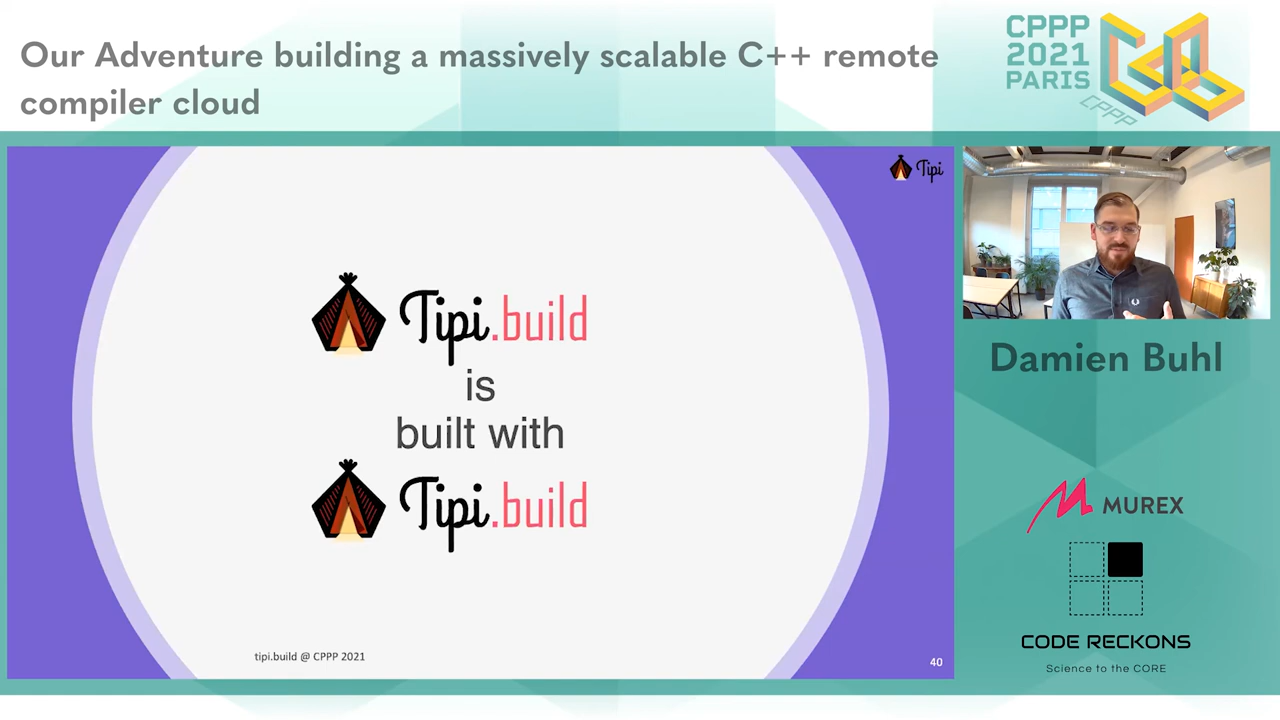 Our Adventure building a massively scalable C++ remote
compiler cloud
CPPP
2021
PARIS
CPPP
Tipi
Tipi.build
is
built with
Tipi.build
tipi.build @ CPPP 2021
40
Damien Buhl
MUREX
CODE RECKONS
Science to the CORE